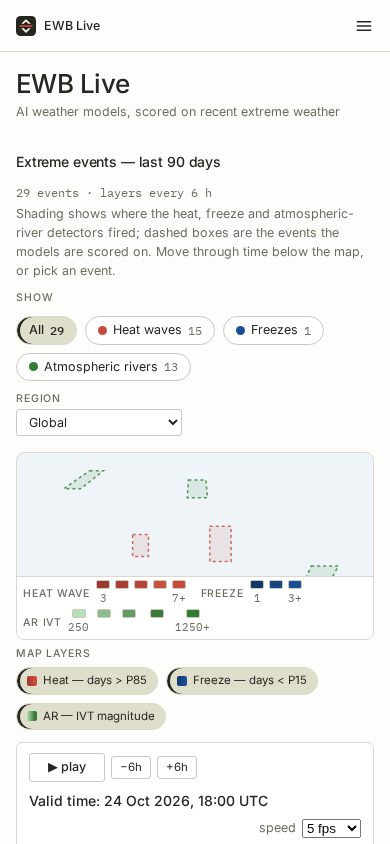 EWB Live
EWB Live
AI weather models, scored on recent extreme weather
Extreme events — last 90 days
29 events · layers every 6 h
Shading shows where the heat, freeze and atmospheric-
river detectors fired; dashed boxes are the events the
models are scored on. Move through time below the map,
or pick an event.
SHOW
All 29
Heat waves 15
Freezes 1
Atmospheric rivers 13
REGION
Global
HEAT WAVE 3 7+ FREEZE 1 3+
AR IVT 250 1250+
MAP LAYERS
Heat — days > P85
Freeze — days < P15
AR — IVT magnitude
▶ play −6h +6h
Valid time: 24 Oct 2026, 18:00 UTC
speed 5 fps